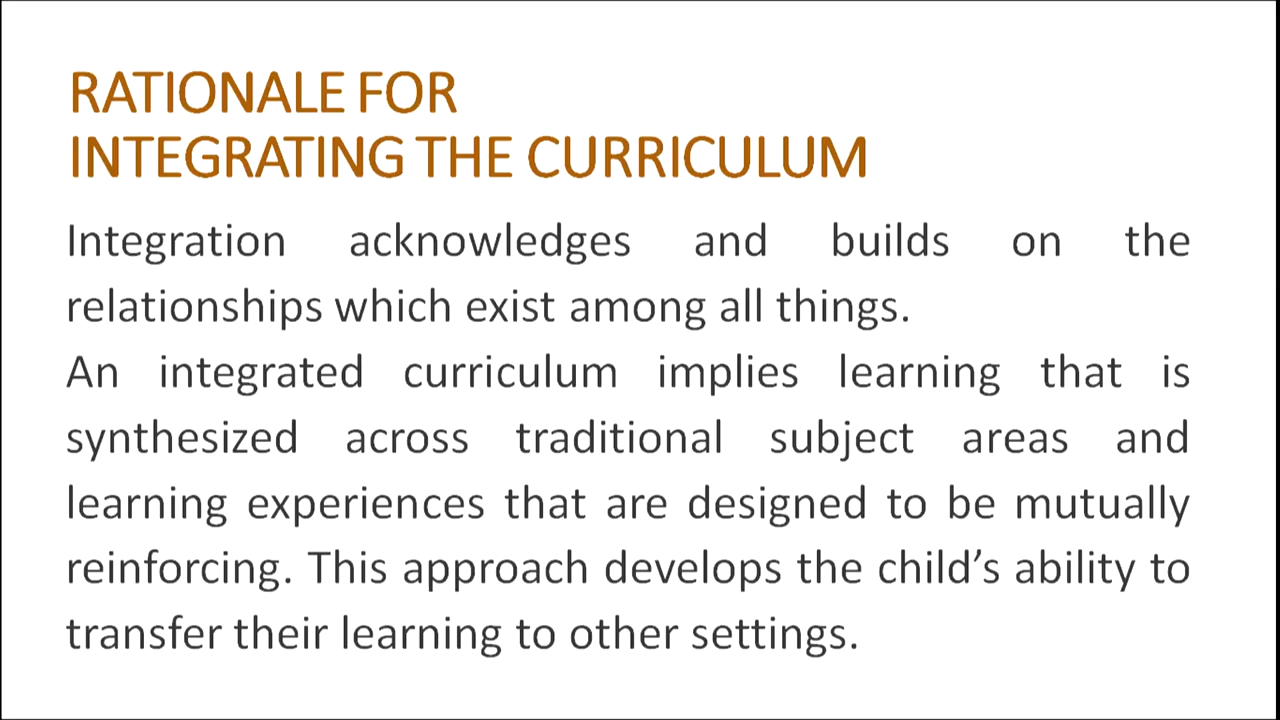 RATIONALE FOR
INTEGRATING THE CURRICULUM
Integration acknowledges and builds on the
relationships which exist among all things.
An integrated curriculum implies learning that is
synthesized across traditional subject areas and
learning experiences that are designed to be mutually
reinforcing. This approach develops the child’s ability to
transfer their learning to other settings.